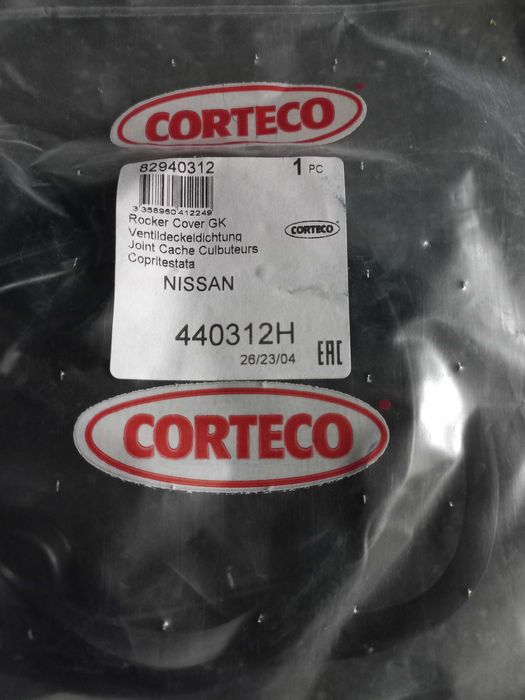 CORTECO
82940312 1 PC
3 358960 412249
Rocker Cover GK
Ventildeckeldichtung
CORTECO
Joint Cache Culbuteurs
Copritestata
NISSAN
440312H
26/23/04 EAC
CORTECO